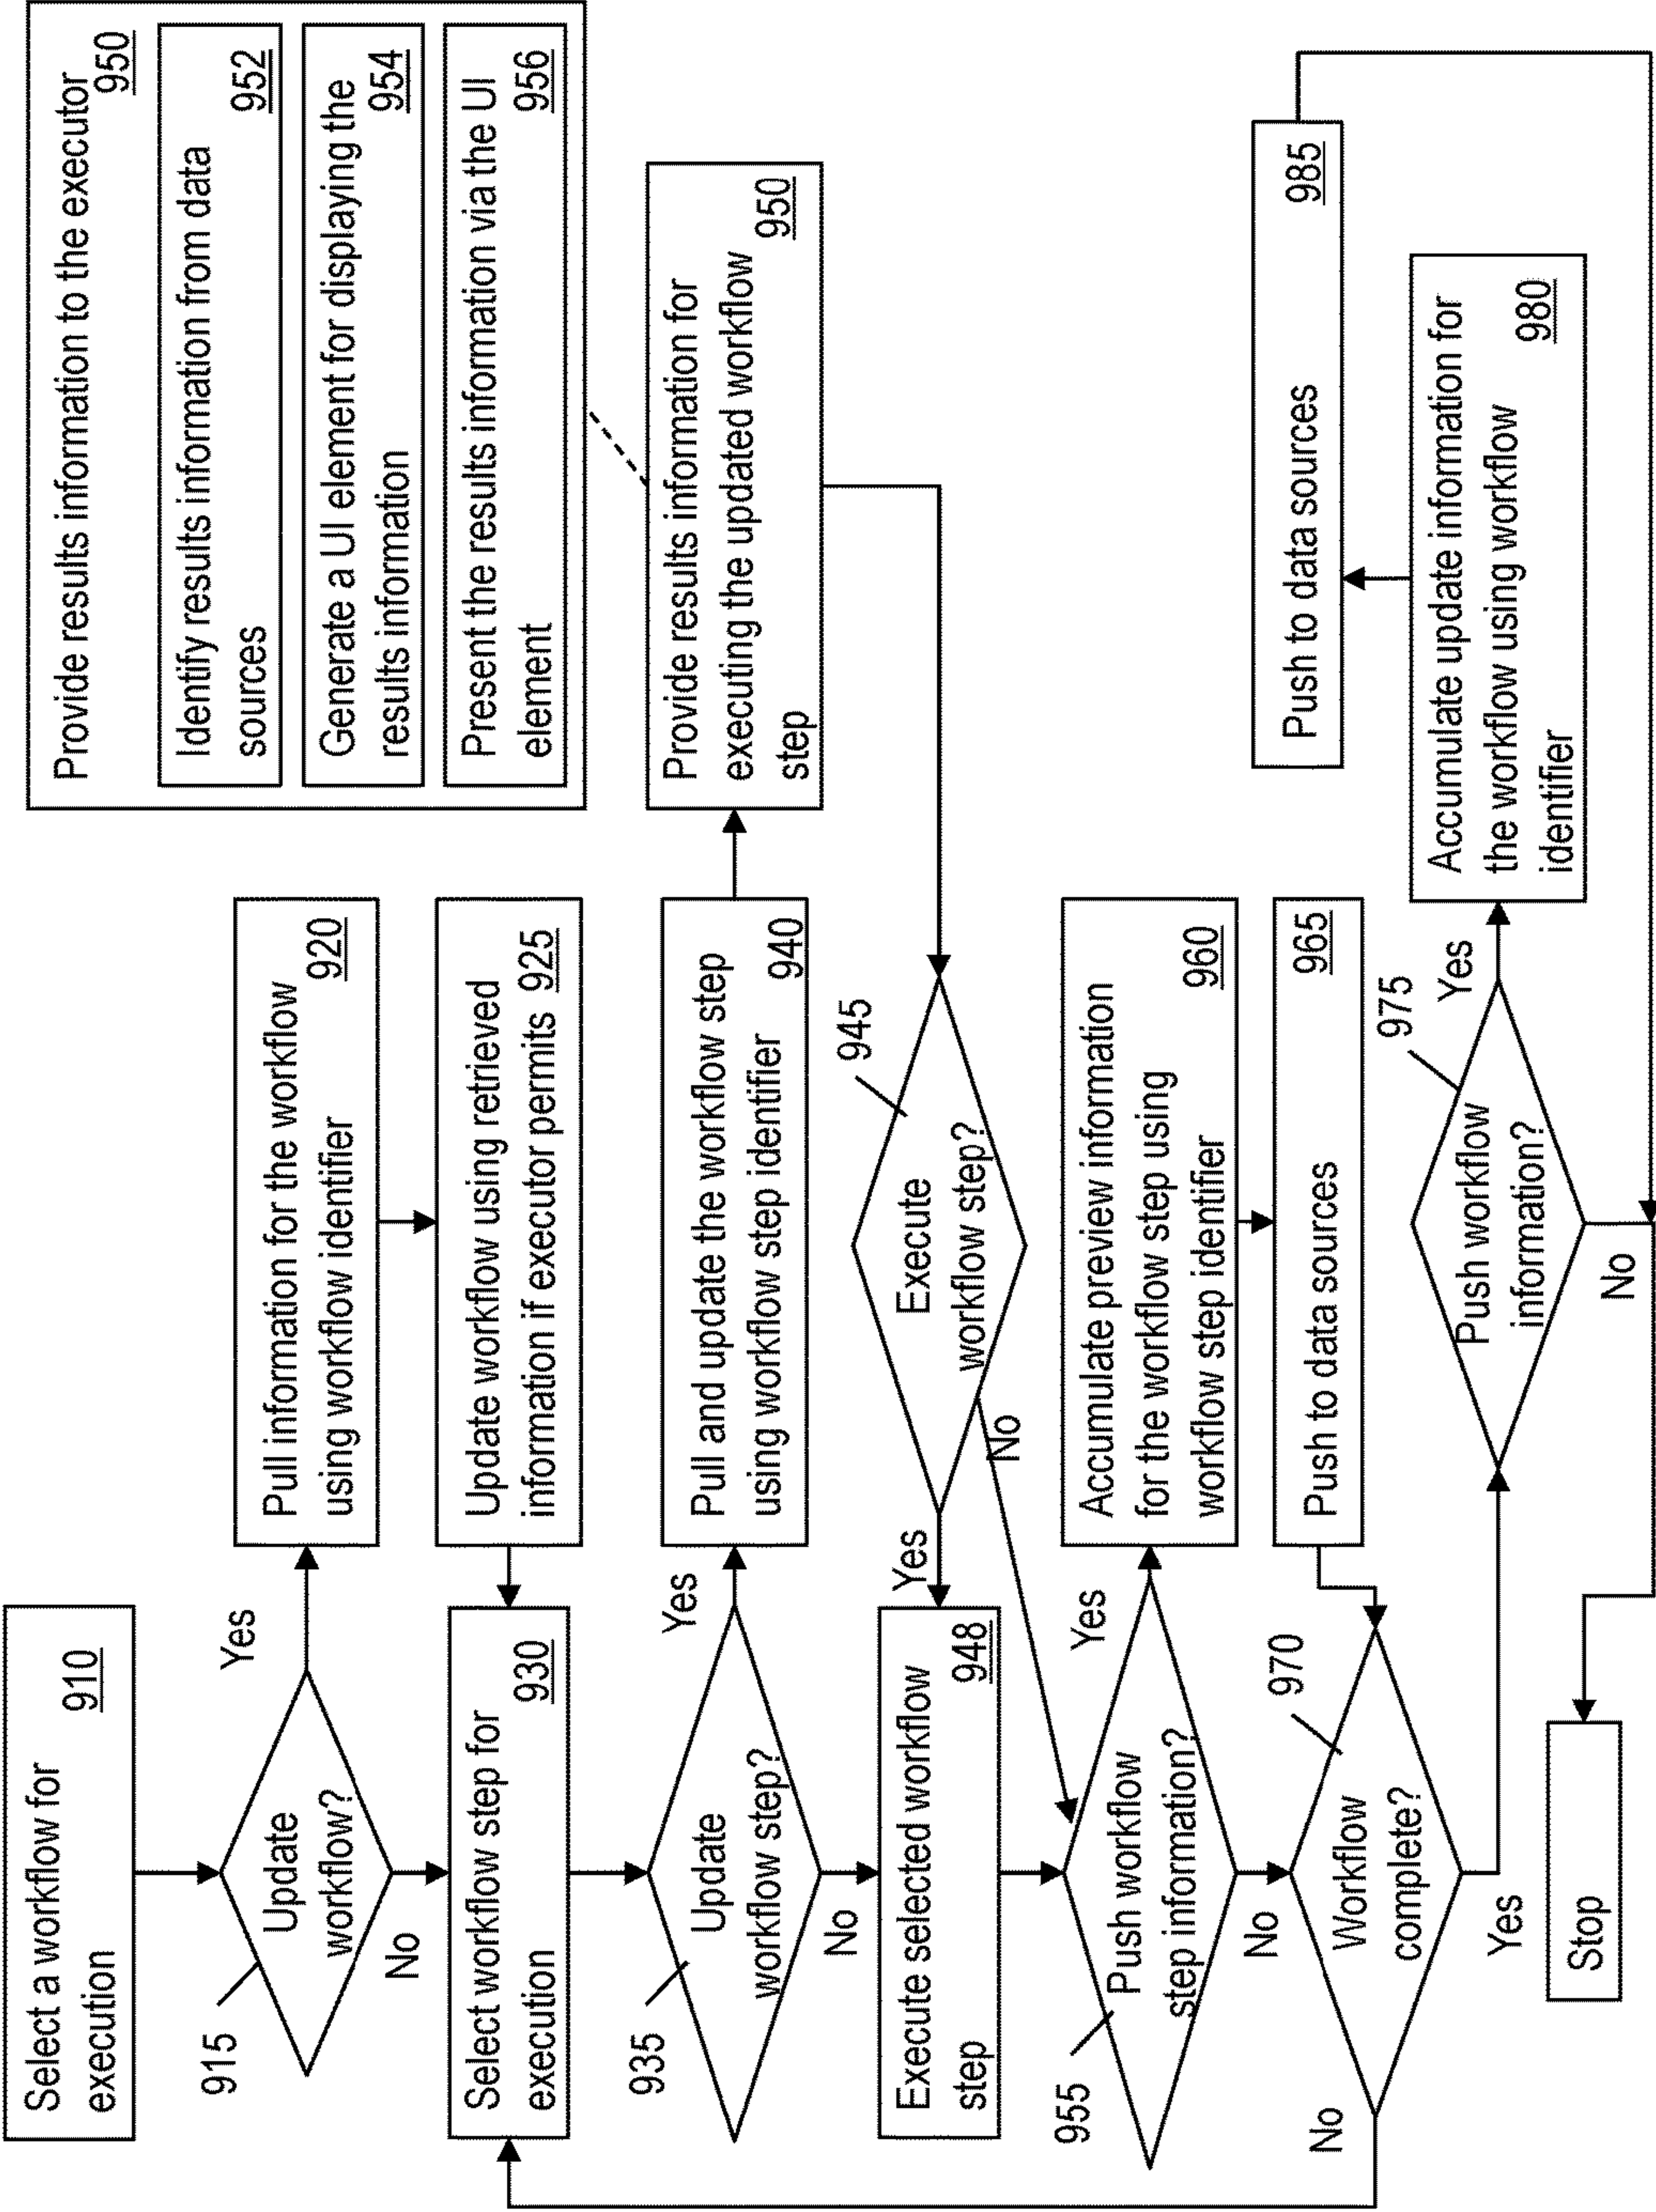 Select a workflow for
execution
910
Update
workflow?
915
Yes
No
Pull information for the workflow
using workflow identifier
920
Update workflow using retrieved
information if executor permits 925
Select workflow step for
execution
930
Update
workflow step?
935
Yes
No
Pull and update the workflow step
using workflow step identifier
940
Provide results information for
executing the updated workflow
step
950
Provide results information to the executor
950
Identify results information from data
sources
952
Generate a UI element for displaying the
results information
954
Present the results information via the UI
element
956
Execute
workflow step?
945
Yes
No
Execute selected workflow
step
948
Push workflow
step information?
955
Yes
No
Accumulate preview information
for the workflow step using
workflow step identifier
960
Push to data sources
965
Workflow
complete?
970
No
Yes
Push workflow
information?
975
Yes
No
Accumulate update information for
the workflow using workflow
identifier
980
Push to data sources
985
Stop